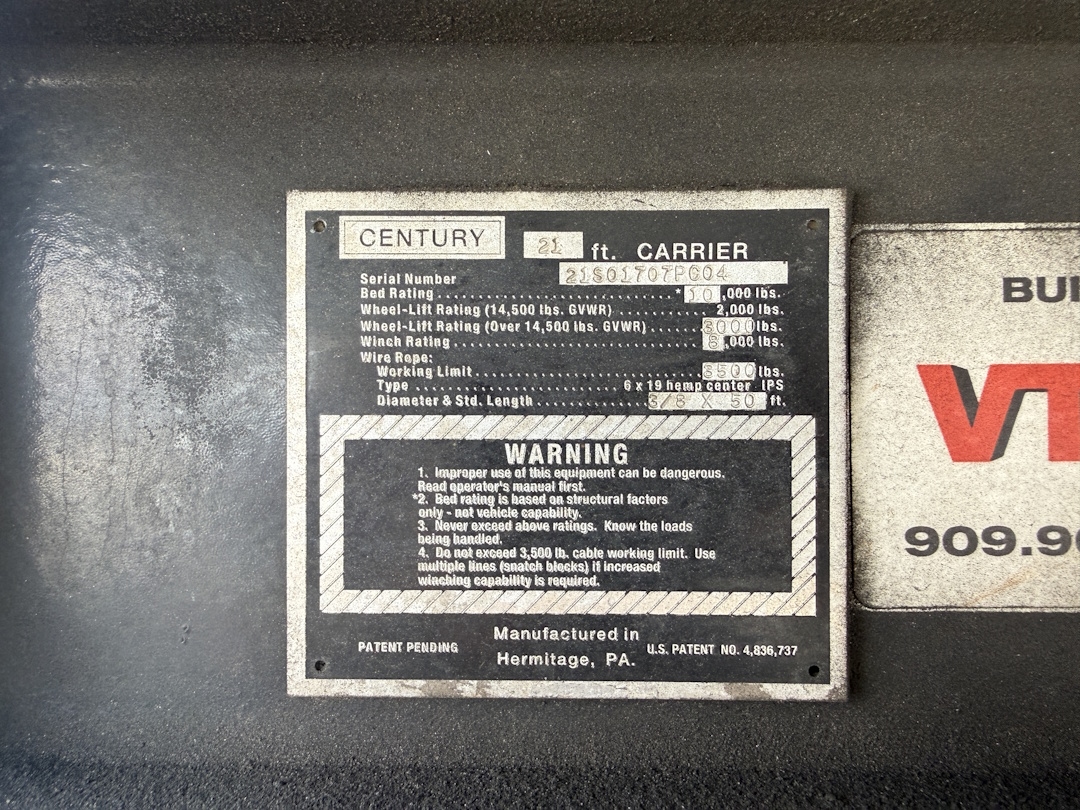 CENTURY 21 ft. CARRIER
Serial Number 21S01707PC04
Bed Rating ............................* 10 ,000 lbs.
Wheel-Lift Rating (14,500 lbs. GVWR) ........... 2,000 lbs.
Wheel-Lift Rating (Over 14,500 lbs. GVWR) ...... lbs.
Winch Rating .............................. 8 ,000 lbs.
Wire Rope:
Working Limit ........................... 3500 lbs.
Type ........................ 6 x 19 hemp center IPS
Diameter & Std. Length ............ 3/8 X 50 ft.
WARNING
1. Improper use of this equipment can be dangerous.
Read operator's manual first.
*2. Bed rating is based on structural factors
only - not vehicle capability.
3. Never exceed above ratings. Know the loads
being handled.
4. Do not exceed 3,500 lb. cable working limit. Use
multiple lines (snatch blocks) if increased
winching capability is required.
PATENT PENDING
Manufactured in
Hermitage, PA.
U.S. PATENT NO. 4,836,737
BUI
VT
909.90